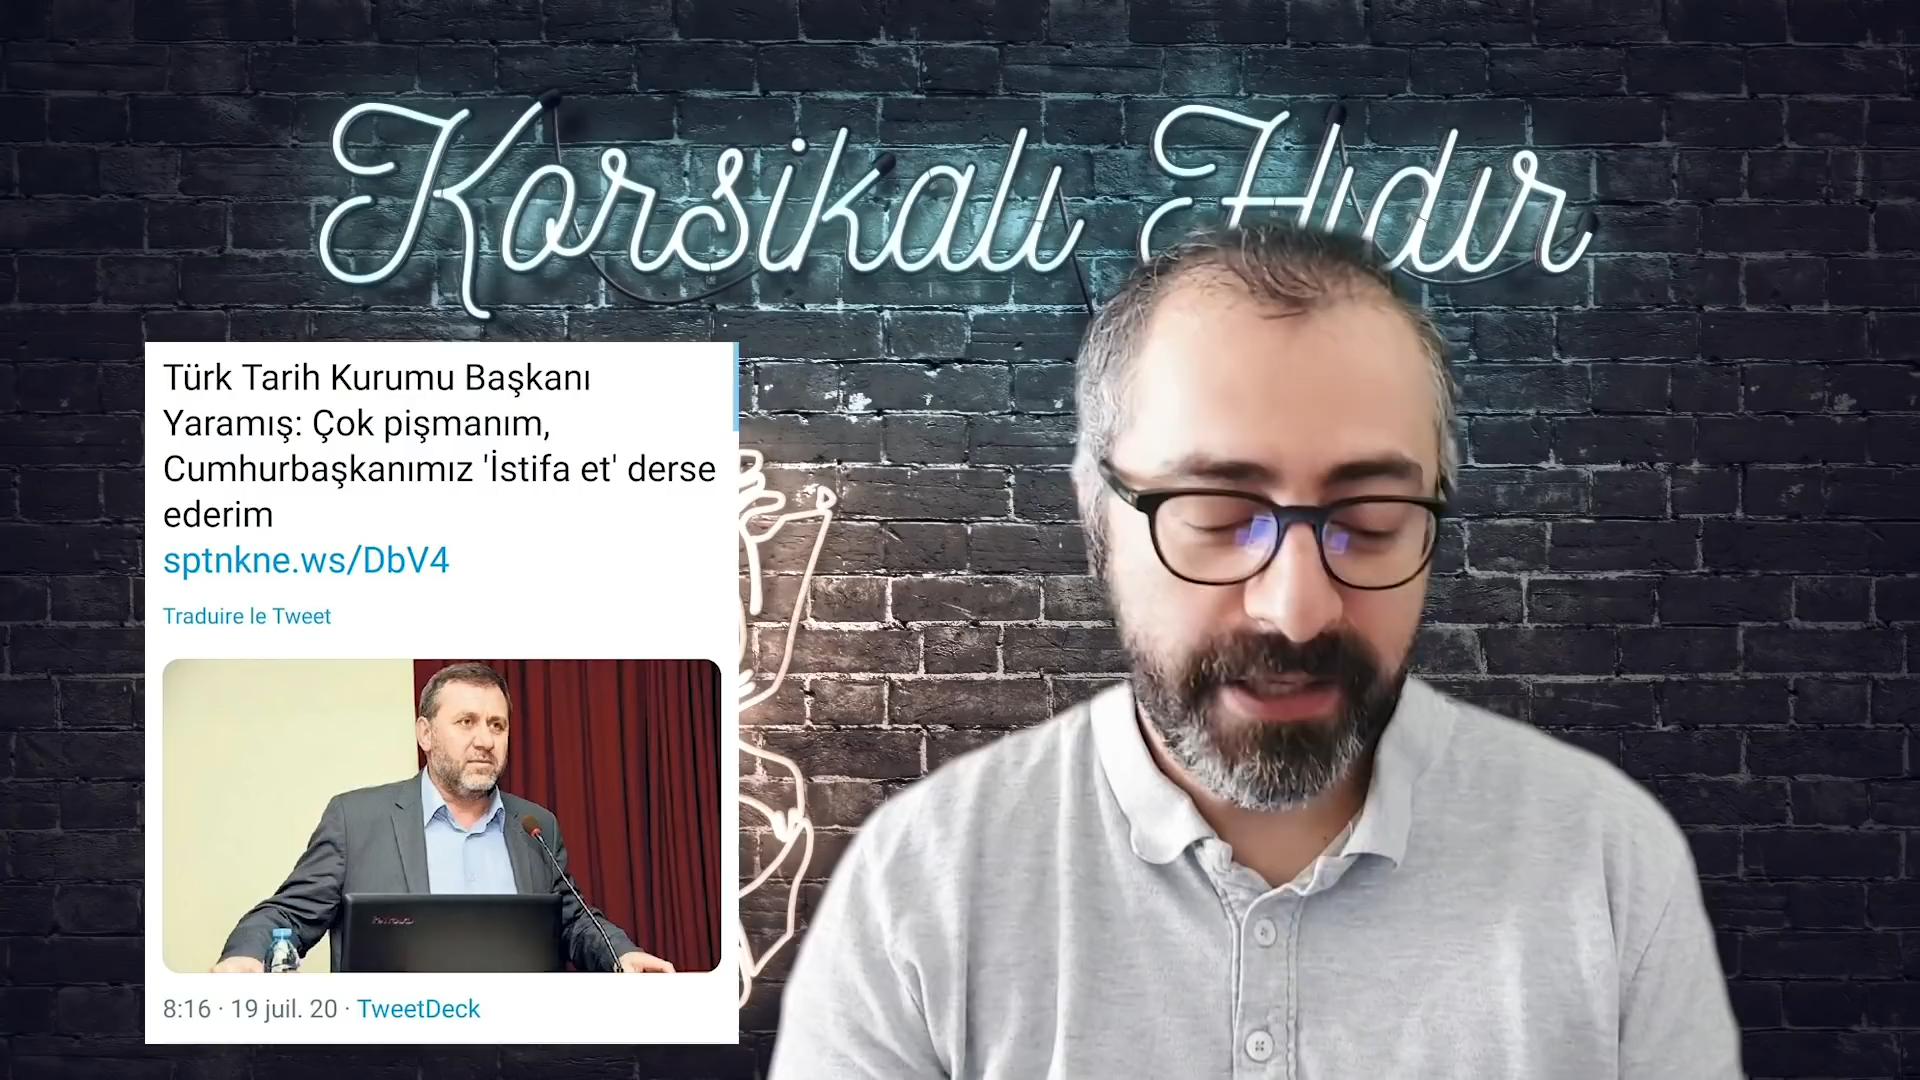 Korsikalı Hıdır
Türk Tarih Kurumu Başkanı
Yaramış: Çok pişmanım,
Cumhurbaşkanımız 'İstifa et' derse
ederim
sptnkne.ws/DbV4
Traduire le Tweet
8:16 · 19 juil. 20 · TweetDeck